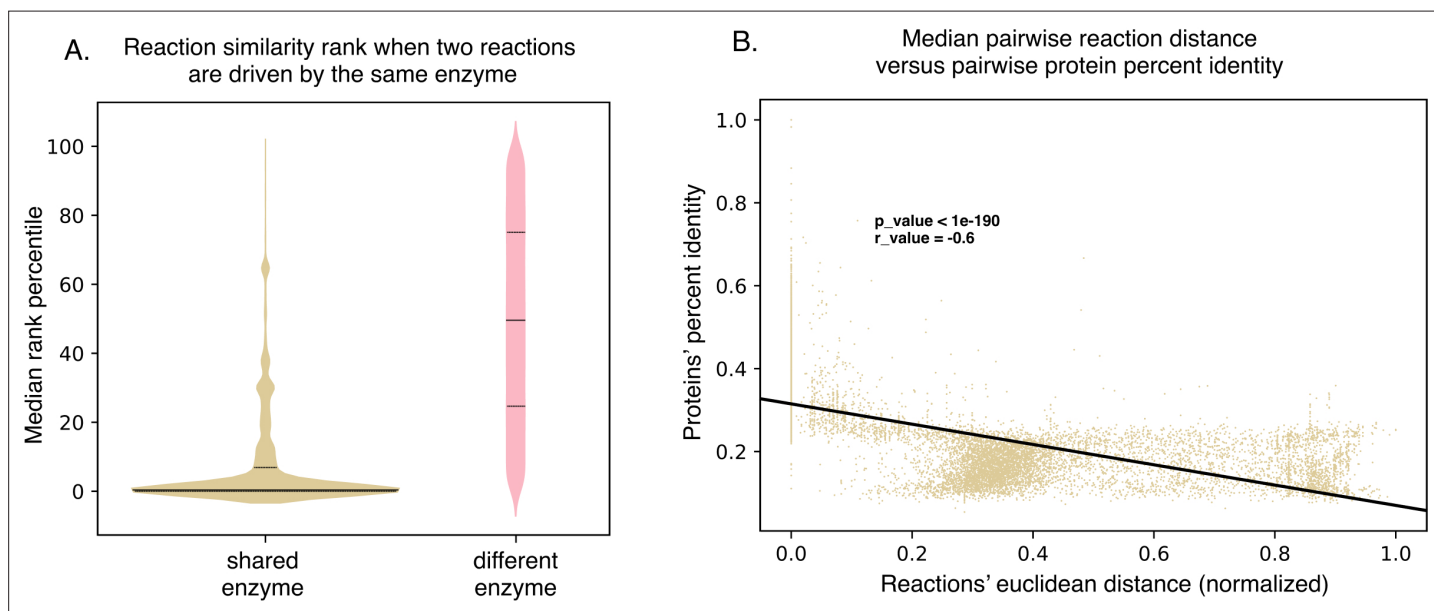 A.
Reaction similarity rank when two reactions
are driven by the same enzyme
Median rank percentile
100
80
60
40
20
0
shared
enzyme
different
enzyme
B.
Median pairwise reaction distance
versus pairwise protein percent identity
Proteins' percent identity
1.0
0.8
0.6
0.4
0.2
p_value < 1e-190
r_value = -0.6
0.0
0.2
0.4
0.6
0.8
1.0
Reactions' euclidean distance (normalized)